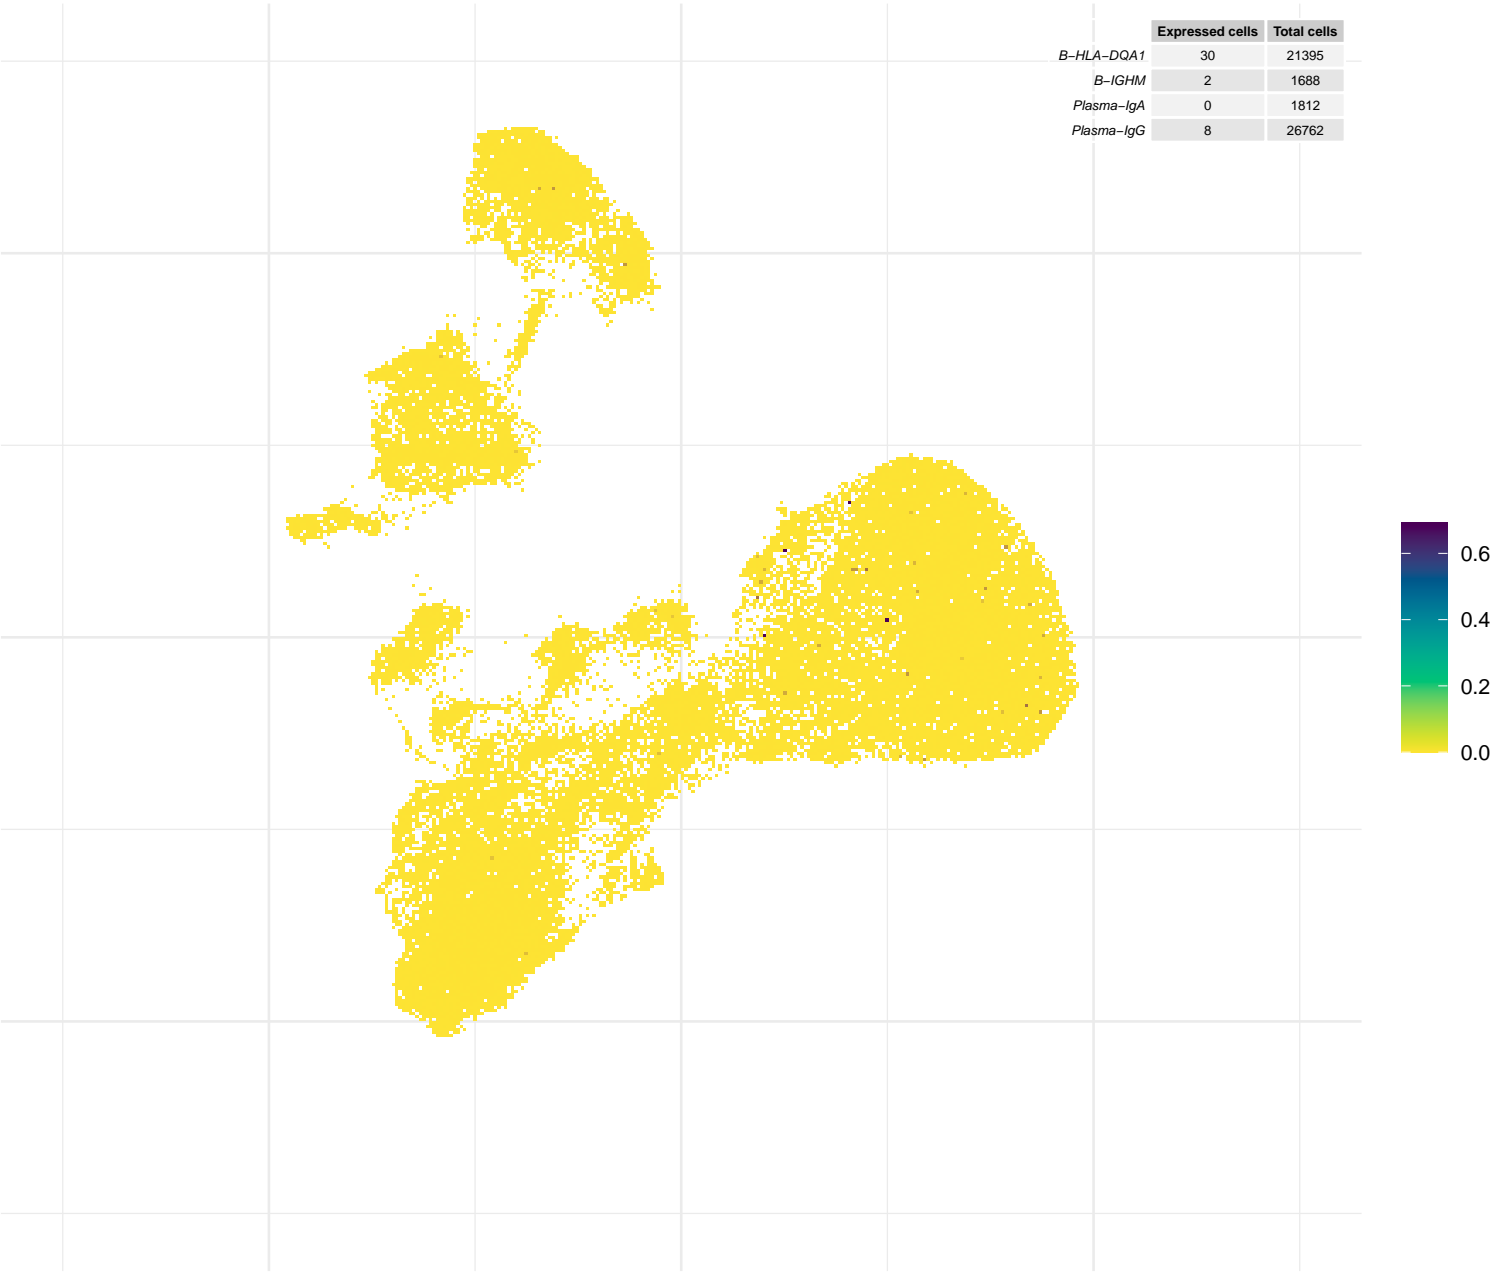 Expressed cells Total cells
B−HLA−DQA1 30 21395
B−IGHM 2 1688
Plasma−IgA 0 1812
Plasma−IgG 8 26762
0.6
0.4
0.2
0.0